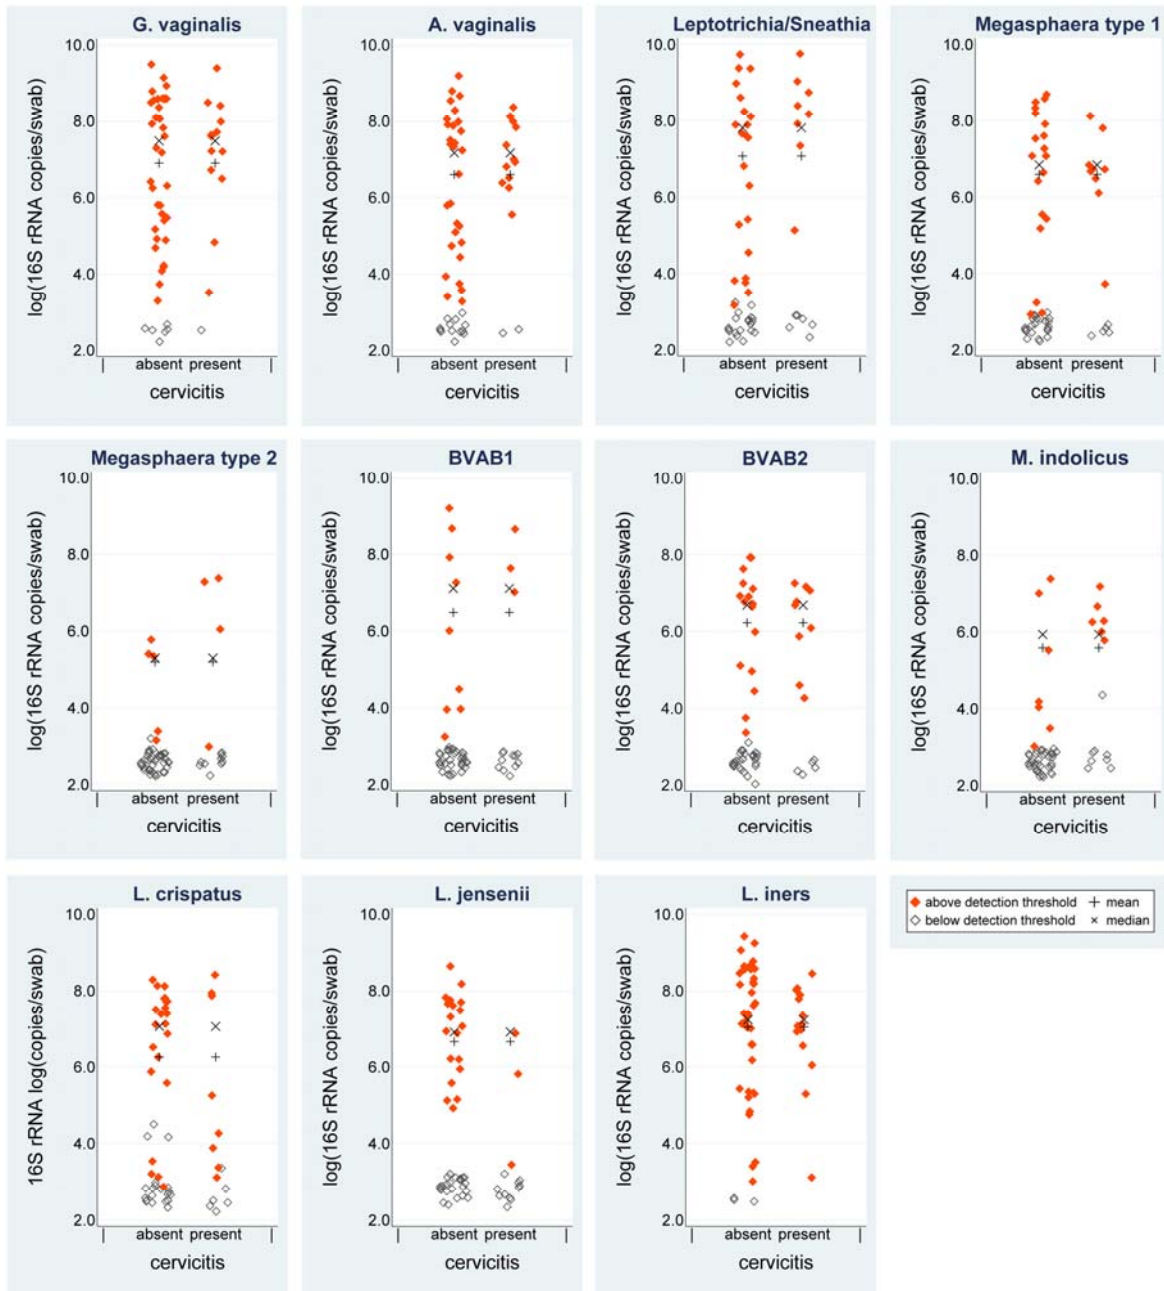 G. vaginalis
log(16S rRNA copies/swab)
10.0
8.0
6.0
4.0
2.0
absent present
cervicitis
A. vaginalis
log(16S rRNA copies/swab)
10.0
8.0
6.0
4.0
2.0
absent present
cervicitis
Leptotrichia/Sneathia
log(16S rRNA copies/swab)
10.0
8.0
6.0
4.0
2.0
absent present
cervicitis
Megasphaera type 1
log(16S rRNA copies/swab)
10.0
8.0
6.0
4.0
2.0
absent present
cervicitis
Megasphaera type 2
log(16S rRNA copies/swab)
10.0
8.0
6.0
4.0
2.0
absent present
cervicitis
BVAB1
log(16S rRNA copies/swab)
10.0
8.0
6.0
4.0
2.0
absent present
cervicitis
BVAB2
log(16S rRNA copies/swab)
10.0
8.0
6.0
4.0
2.0
absent present
cervicitis
M. indolicus
log(16S rRNA copies/swab)
10.0
8.0
6.0
4.0
2.0
absent present
cervicitis
L. crispatus
16S rRNA log(copies/swab)
10.0
8.0
6.0
4.0
2.0
absent present
cervicitis
L. jensenii
log(16S rRNA copies/swab)
10.0
8.0
6.0
4.0
2.0
absent present
cervicitis
L. iners
log(16S rRNA copies/swab)
10.0
8.0
6.0
4.0
2.0
absent present
cervicitis
above detection threshold mean
below detection threshold median